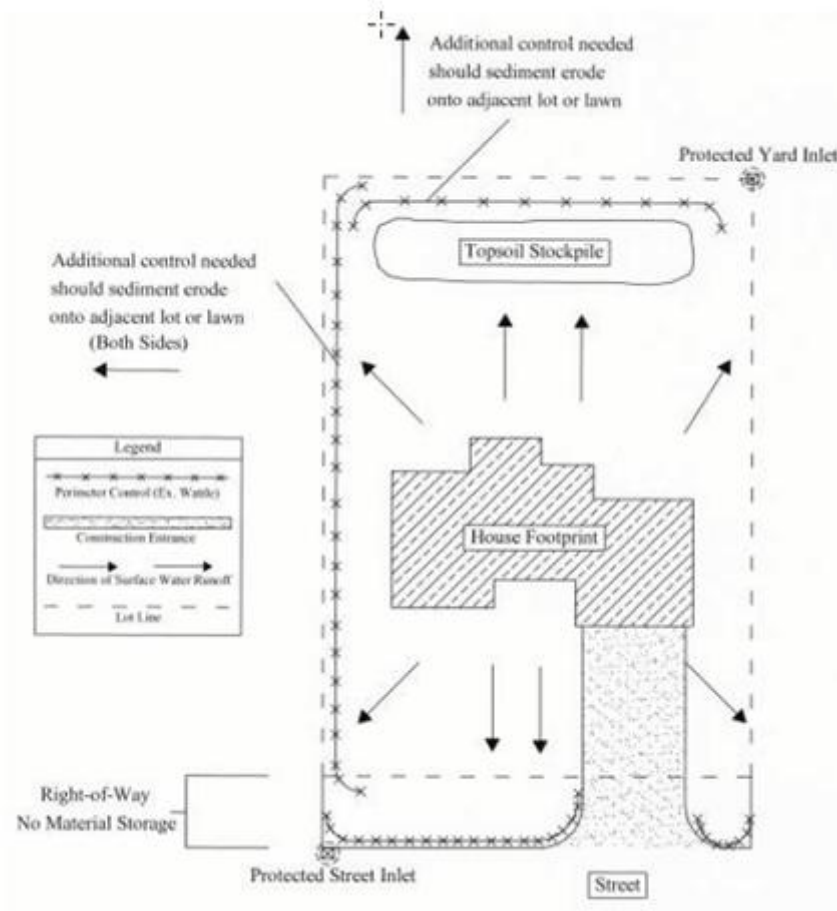 Additional control needed
should sediment erode
onto adjacent lot or lawn
Protected Yard Inlet
Topsoil Stockpile
Additional control needed
should sediment erode
onto adjacent lot or lawn
(Both Sides)
Legend
Perimeter Control (Ex. Wattle)
Construction Entrance
Direction of Surface Water Runoff
Lot Line
House Footprint
Right-of-Way
No Material Storage
Protected Street Inlet
Street